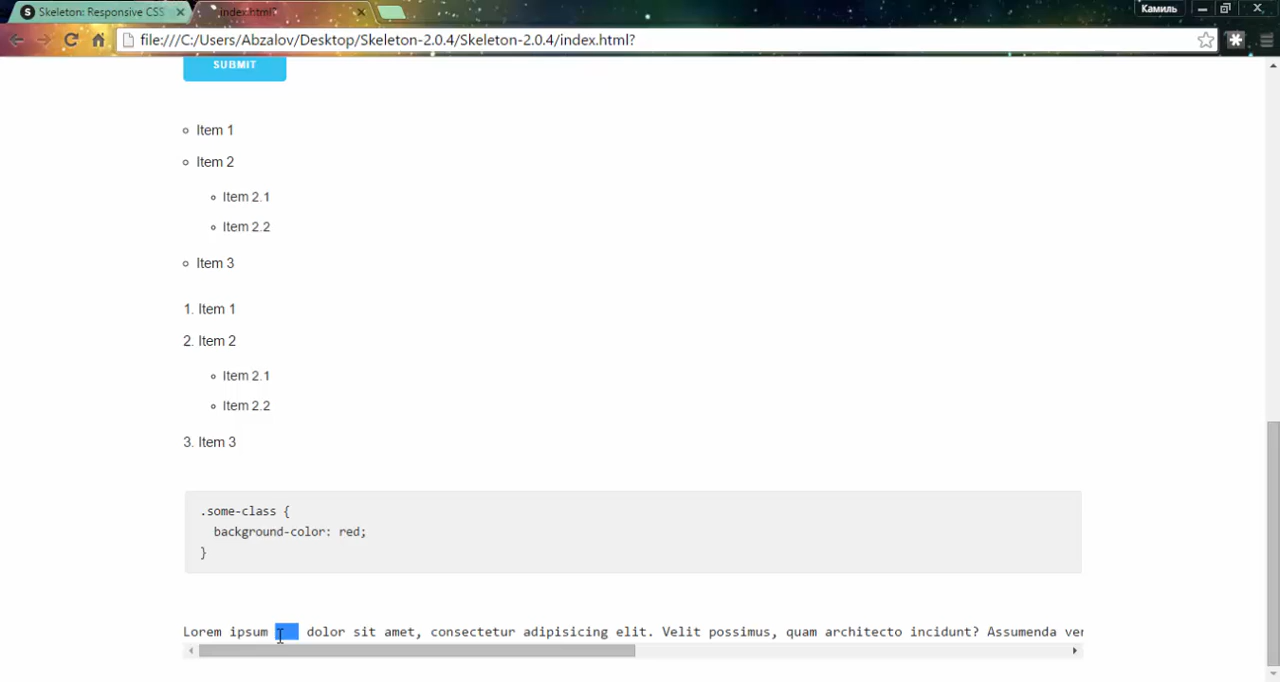 Skeleton: Responsive CSS
index.html?
Камиль
file:///C:/Users/Abzalov/Desktop/Skeleton-2.0.4/Skeleton-2.0.4/index.html?
SUBMIT
Item 1
Item 2
Item 2.1
Item 2.2
Item 3
1. Item 1
2. Item 2
Item 2.1
Item 2.2
3. Item 3
.some-class {
background-color: red;
}
Lorem ipsum dolor sit amet, consectetur adipisicing elit. Velit possimus, quam architecto incidunt? Assumenda ver